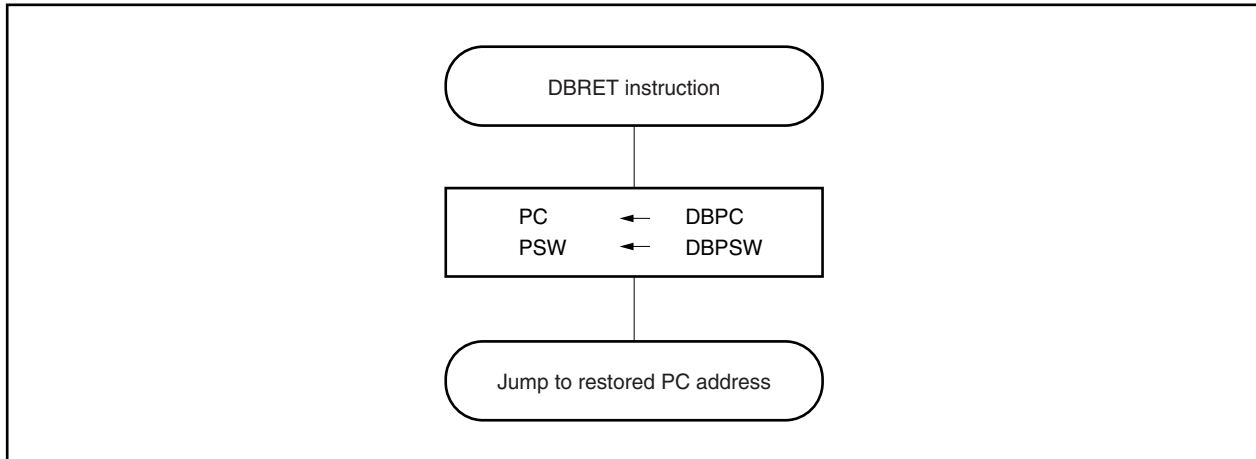 DBRET instruction
PC ← DBPC
PSW ← DBPSW
Jump to restored PC address